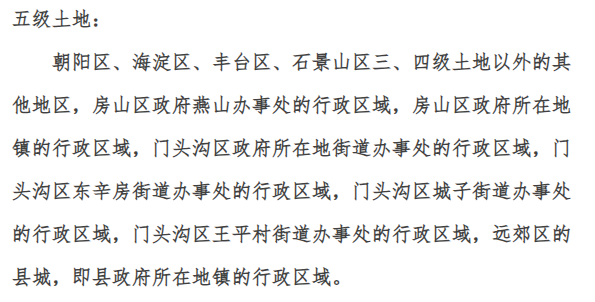 五级土地：
朝阳区、海淀区、丰台区、石景山区三、四级土地以外的其
他地区，房山区政府燕山办事处的行政区域，房山区政府所在地
镇的行政区域，门头沟区政府所在地街道办事处的行政区域，门
头沟区东辛房街道办事处的行政区域，门头沟区城子街道办事处
的行政区域，门头沟区王平村街道办事处的行政区域，远郊区的
县城，即县政府所在地镇的行政区域。